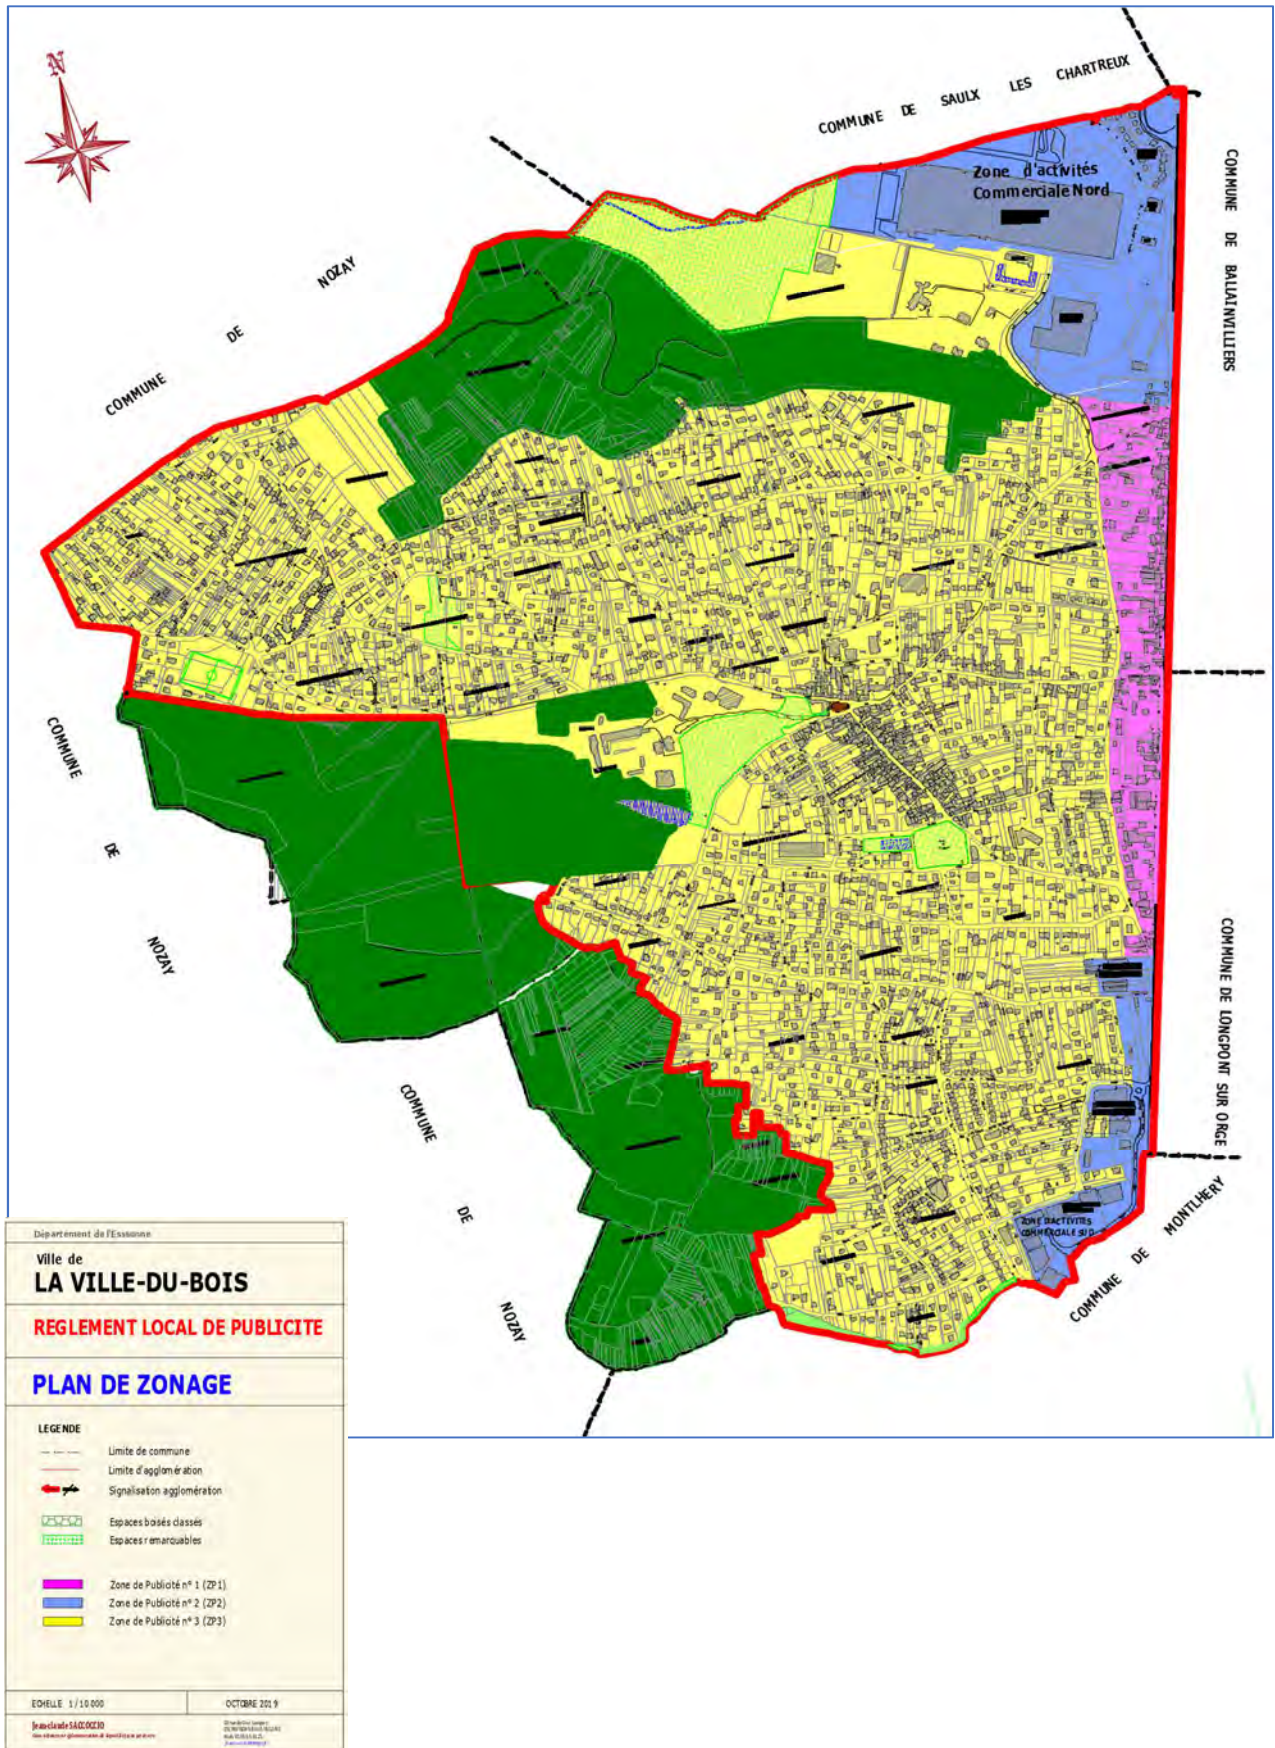 N
COMMUNE DE SAULX LES CHARTREUX
Zone d'activités
Commerciale Nord
COMMUNE DE BALLAINVILLIERS
COMMUNE DE NOZAY
COMMUNE DE NOZAY
COMMUNE DE NOZAY
COMMUNE DE LONGPONT SUR ORGE
ZONE D'ACTIVITES
COMMERCIALE SUD
COMMUNE DE MONTLHERY
Département de l'Esssonne
Ville de
LA VILLE-DU-BOIS
REGLEMENT LOCAL DE PUBLICITE
PLAN DE ZONAGE
LEGENDE
Limite de commune
Limite d'agglomération
Signalisation agglomération
Espaces boisés classés
Espaces remarquables
Zone de Publicité n° 1 (ZP1)
Zone de Publicité n° 2 (ZP2)
Zone de Publicité n° 3 (ZP3)
ECHELLE 1/10 000
OCTOBRE 2019